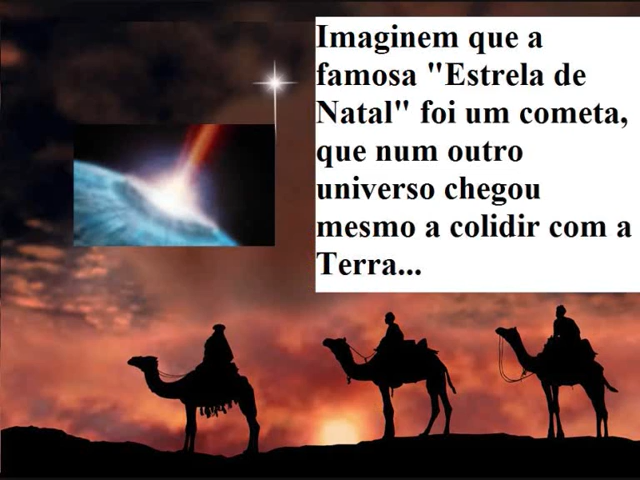 Imaginem que a
famosa "Estrela de
Natal" foi um cometa,
que num outro
universo chegou
mesmo a colidir com a
Terra...